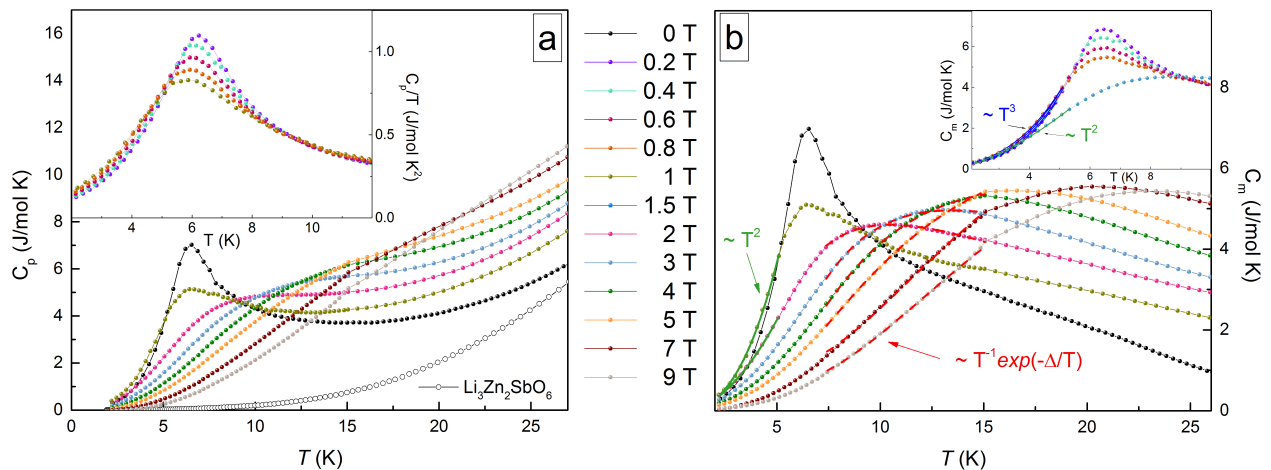 16
14
12
10
8
6
4
2
0
C_p (J/mol K)
0
5
10
15
20
25
T (K)
4
6
8
10
T (K)
1.0
0.5
0.0
C_p/T (J/mol K²)
a
Li₃Zn₂SbO₆
0 T
0.2 T
0.4 T
0.6 T
0.8 T
1 T
1.5 T
2 T
3 T
4 T
5 T
7 T
9 T
b
6
4
2
0
C_m (J/mol K)
4
6
8
T (K)
~ T³
~ T²
~ T²
~ T⁻¹exp(-Δ/T)
8
6
4
2
0
C_m (J/mol K)
5
10
15
20
25
T (K)